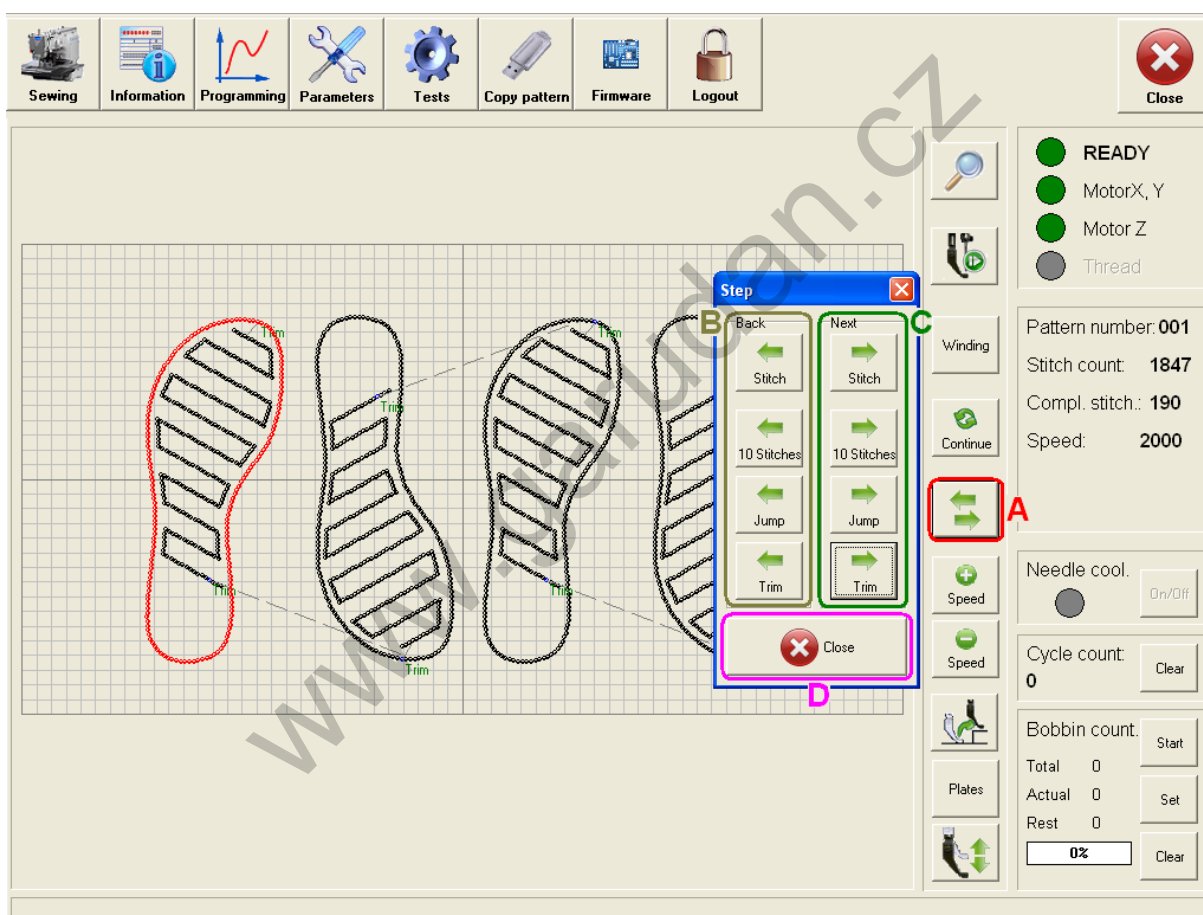 Sewing
Information
Programming
Parameters
Tests
Copy pattern
Firmware
Logout
Close
READY
MotorX, Y
Motor Z
Thread
Step
B
Back
Next
C
Stitch
Stitch
10 Stitches
10 Stitches
Jump
Jump
Trim
Trim
Close
D
Trim
Trim
Trim
Trim
Trim
Trim
Winding
Continue
A
Speed
Speed
Plates
Pattern number: 001
Stitch count: 1847
Compl. stitch.: 190
Speed: 2000
Needle cool.
On/Off
Cycle count:
0
Clear
Bobbin count.
Start
Total 0
Actual 0
Set
Rest 0
0%
Clear
www.garudan.cz